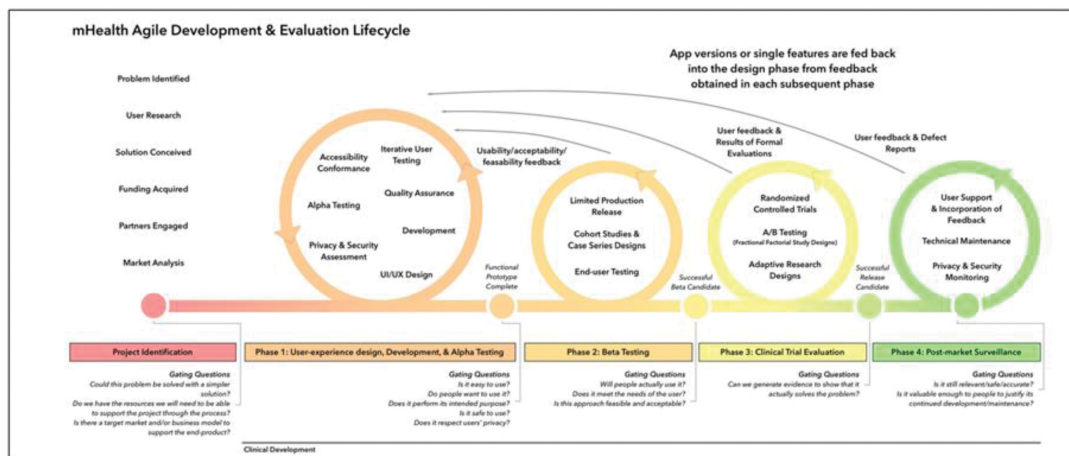 mHealth Agile Development & Evaluation Lifecycle
App versions or single features are fed back
into the design phase from feedback
obtained in each subsequent phase
Problem Identified
User Research
Solution Conceived
Funding Acquired
Partners Engaged
Market Analysis
Accessibility
Conformance
Iterative User
Testing
Quality Assurance
Alpha Testing
Development
Privacy & Security
Assessment
UI/UX Design
Usability/acceptability/
feasability feedback
Functional
Prototype
Complete
Limited Production
Release
Cohort Studies &
Case Series Designs
End-user Testing
Successful
Beta Candidate
User feedback &
Results of Formal
Evaluations
Randomized
Controlled Trials
A/B Testing
(Fractional Factorial Study Designs)
Adaptive Research
Designs
Successful
Release
Candidate
User feedback & Defect
Reports
User Support
& Incorporation of
Feedback
Technical Maintenance
Privacy & Security
Monitoring
Project Identification
Gating Questions
Could this problem be solved with a simpler
solution?
Do we have the resources we will need to be able
to support the project through the process?
Is there a target market and/or business model to
support the end-product?
Phase 1: User-experience design, Development, & Alpha Testing
Gating Questions
Is it easy to use?
Do people want to use it?
Does it perform its intended purpose?
Is it safe to use?
Does it respect users' privacy?
Phase 2: Beta Testing
Gating Questions
Will people actually use it?
Does it meet the needs of the user?
Is this approach feasible and acceptable?
Phase 3: Clinical Trial Evaluation
Gating Questions
Can we generate evidence to show that it
actually solves the problem?
Phase 4: Post-market Surveillance
Gating Questions
Is it still relevant/safe/accurate?
Is it valuable enough to people to justify its
continued development/maintenance?
Clinical Development